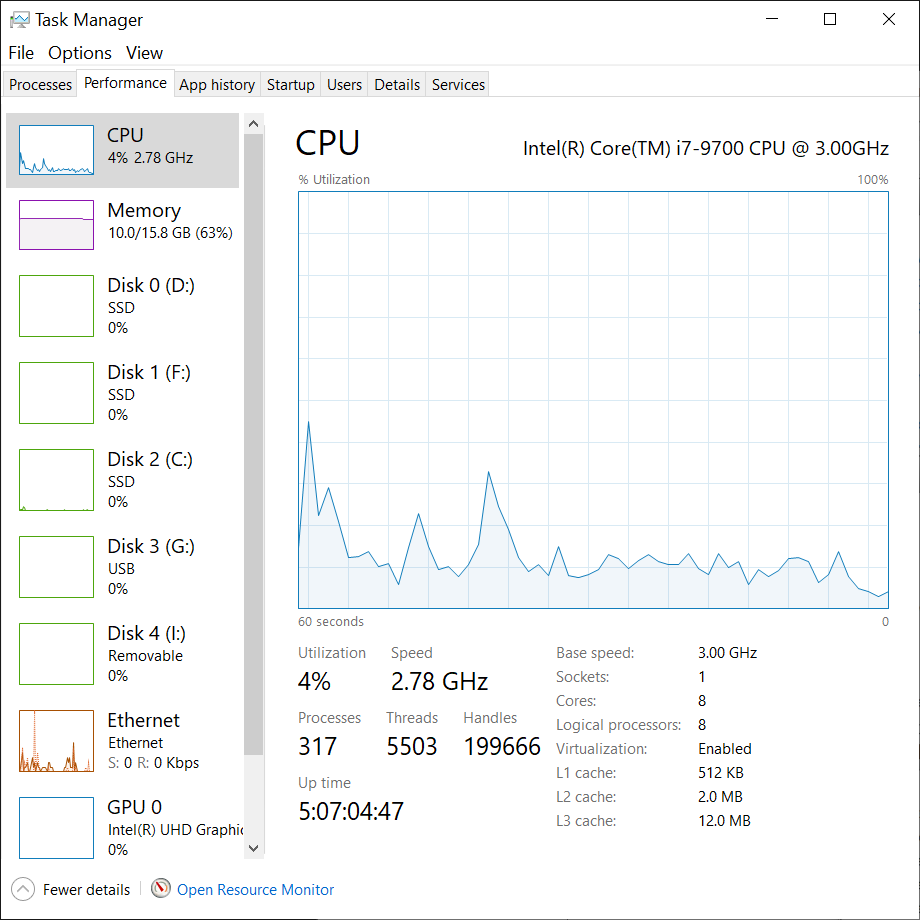 Task Manager
File Options View
Processes Performance App history Startup Users Details Services
CPU
4% 2.78 GHz
Memory
10.0/15.8 GB (63%)
Disk 0 (D:)
SSD
0%
Disk 1 (F:)
SSD
0%
Disk 2 (C:)
SSD
0%
Disk 3 (G:)
USB
0%
Disk 4 (I:)
Removable
0%
Ethernet
Ethernet
S: 0 R: 0 Kbps
GPU 0
Intel(R) UHD Graphic
0%
CPU Intel(R) Core(TM) i7-9700 CPU @ 3.00GHz
% Utilization 100%
60 seconds 0
Utilization Speed
4% 2.78 GHz
Processes Threads Handles
317 5503 199666
Up time
5:07:04:47
Base speed: 3.00 GHz
Sockets: 1
Cores: 8
Logical processors: 8
Virtualization: Enabled
L1 cache: 512 KB
L2 cache: 2.0 MB
L3 cache: 12.0 MB
Fewer details Open Resource Monitor